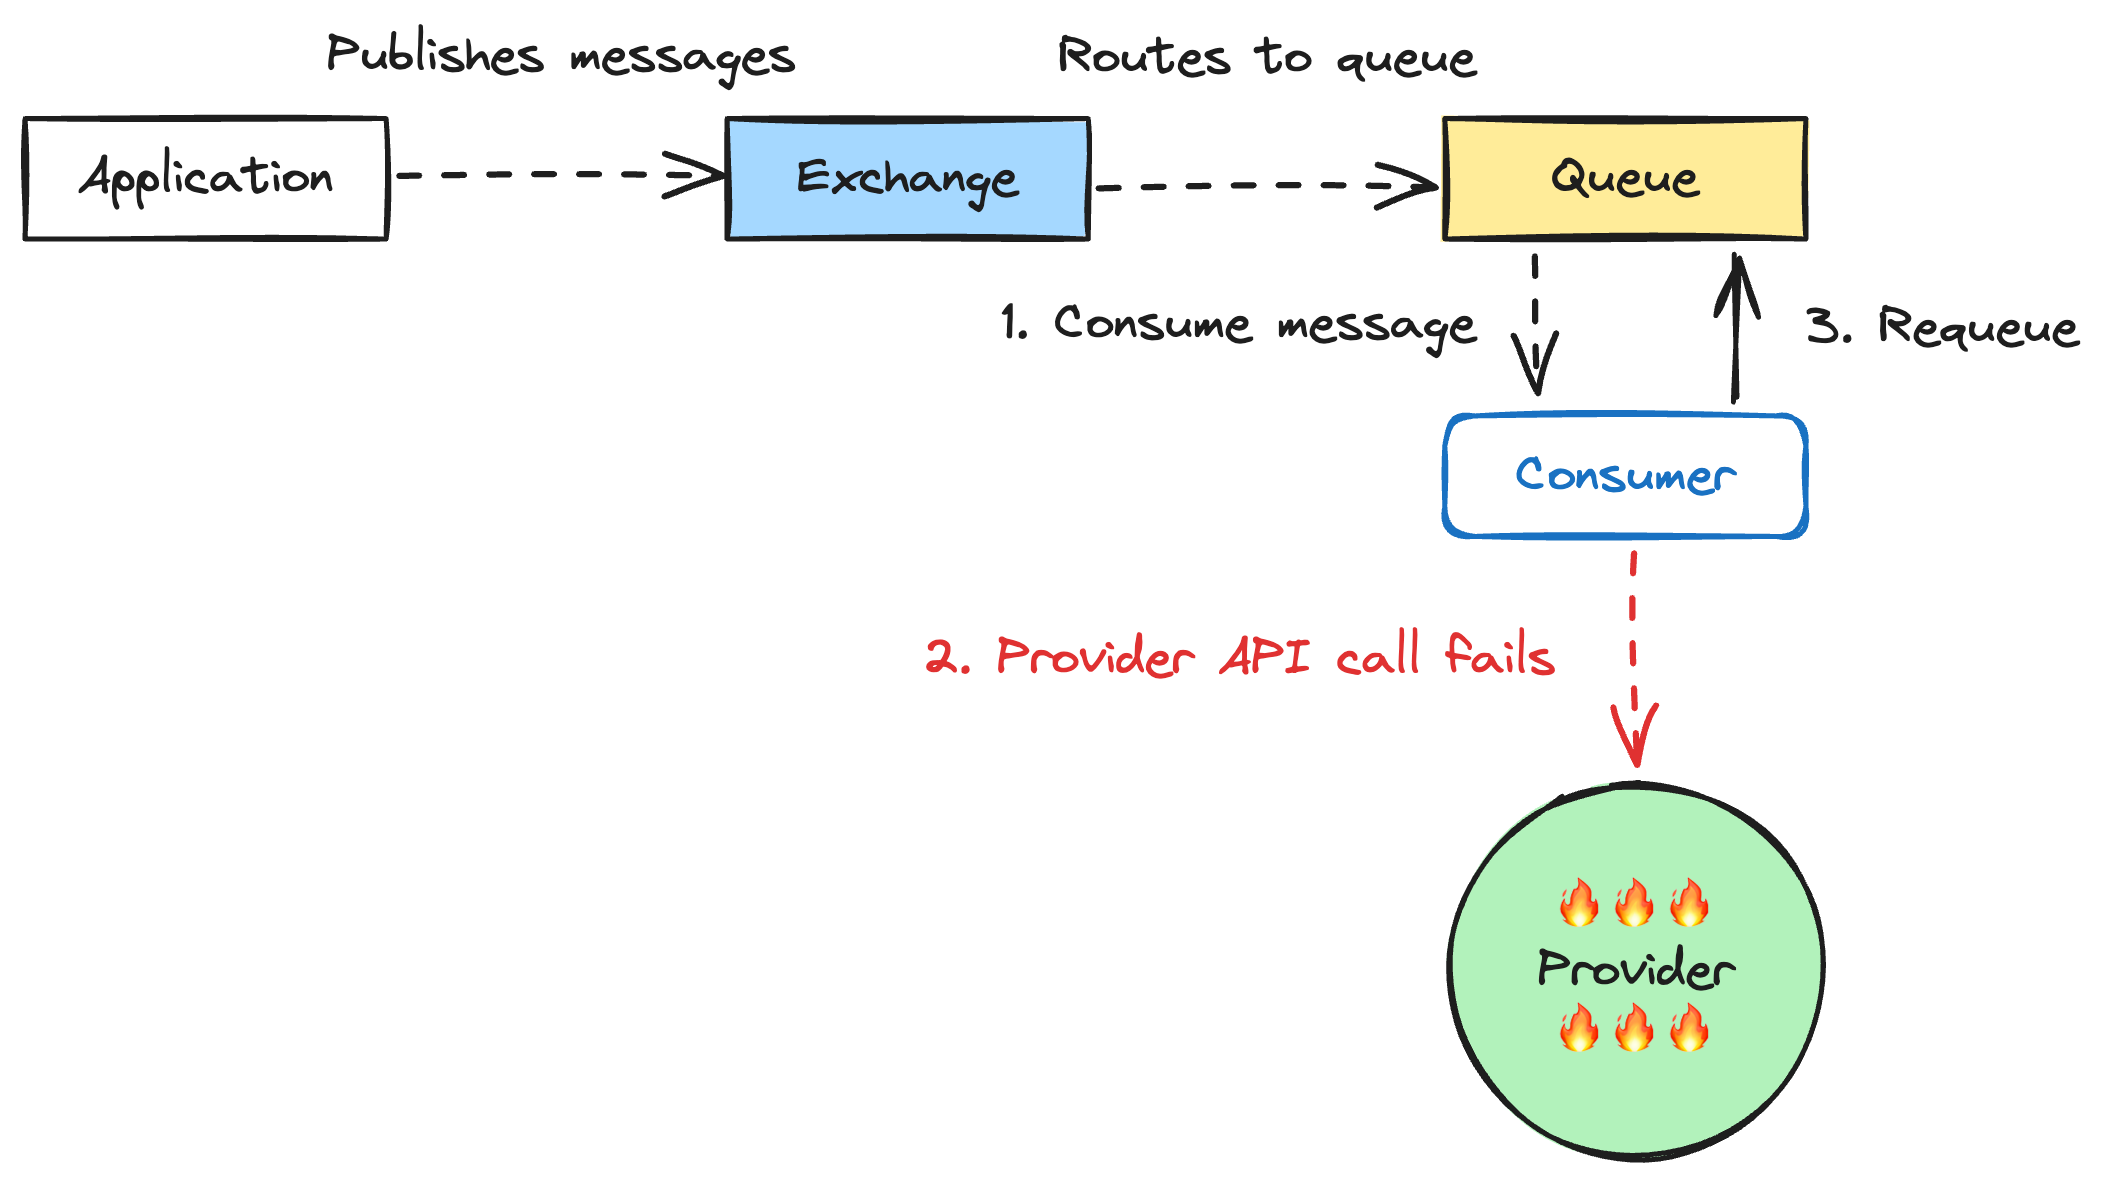 Publishes messages
Routes to queue
Application
Exchange
Queue
1. Consume message
3. Requeue
Consumer
2. Provider API call fails
🔥🔥🔥
Provider
🔥🔥🔥